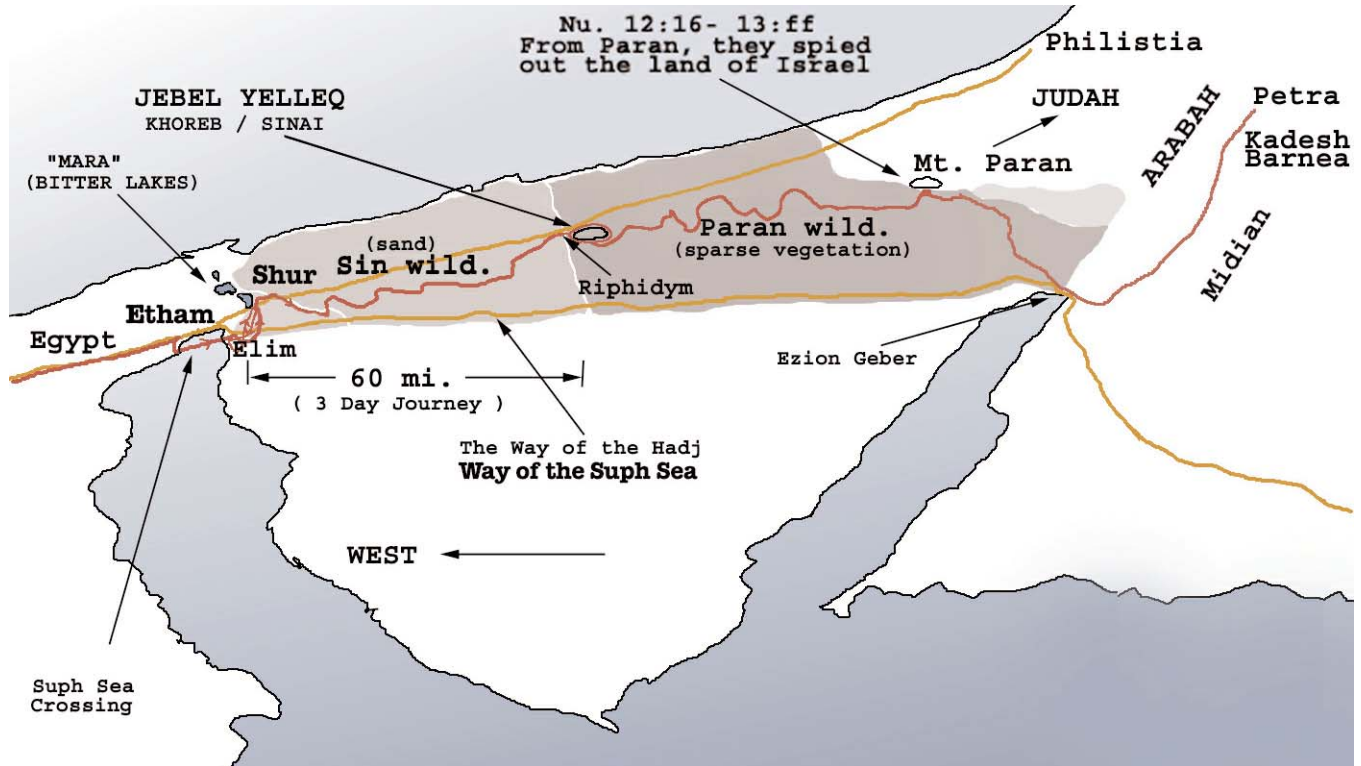 Nu. 12:16- 13:ff
From Paran, they spied
out the land of Israel
Philistia
JEBEL YELLEQ
KHOREB / SINAI
JUDAH
ARABAH
Petra
Kadesh
Barnea
"MARA"
(BITTER LAKES)
Mt. Paran
Midian
(sand)
Sin wild.
Paran wild.
(sparse vegetation)
Shur
Riphidym
Etham
Egypt
Elim
Ezion Geber
60 mi.
( 3 Day Journey )
The Way of the Hadj
Way of the Suph Sea
WEST
Suph Sea
Crossing